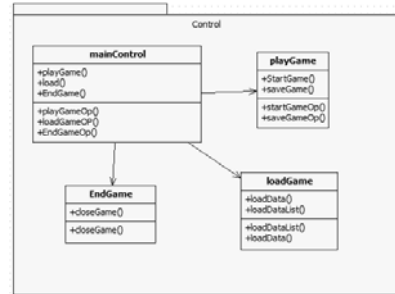 Control
mainControl
+playGame()
+load()
+EndGame()
+playGameOp()
+loadGameOP()
+EndGameOp()
playGame
+StartGame()
+saveGame()
+startGameOp()
+saveGameOp()
EndGame
+closeGame()
+closeGame()
loadGame
+loadData()
+loadDataList()
+loadDataList()
+loadData()